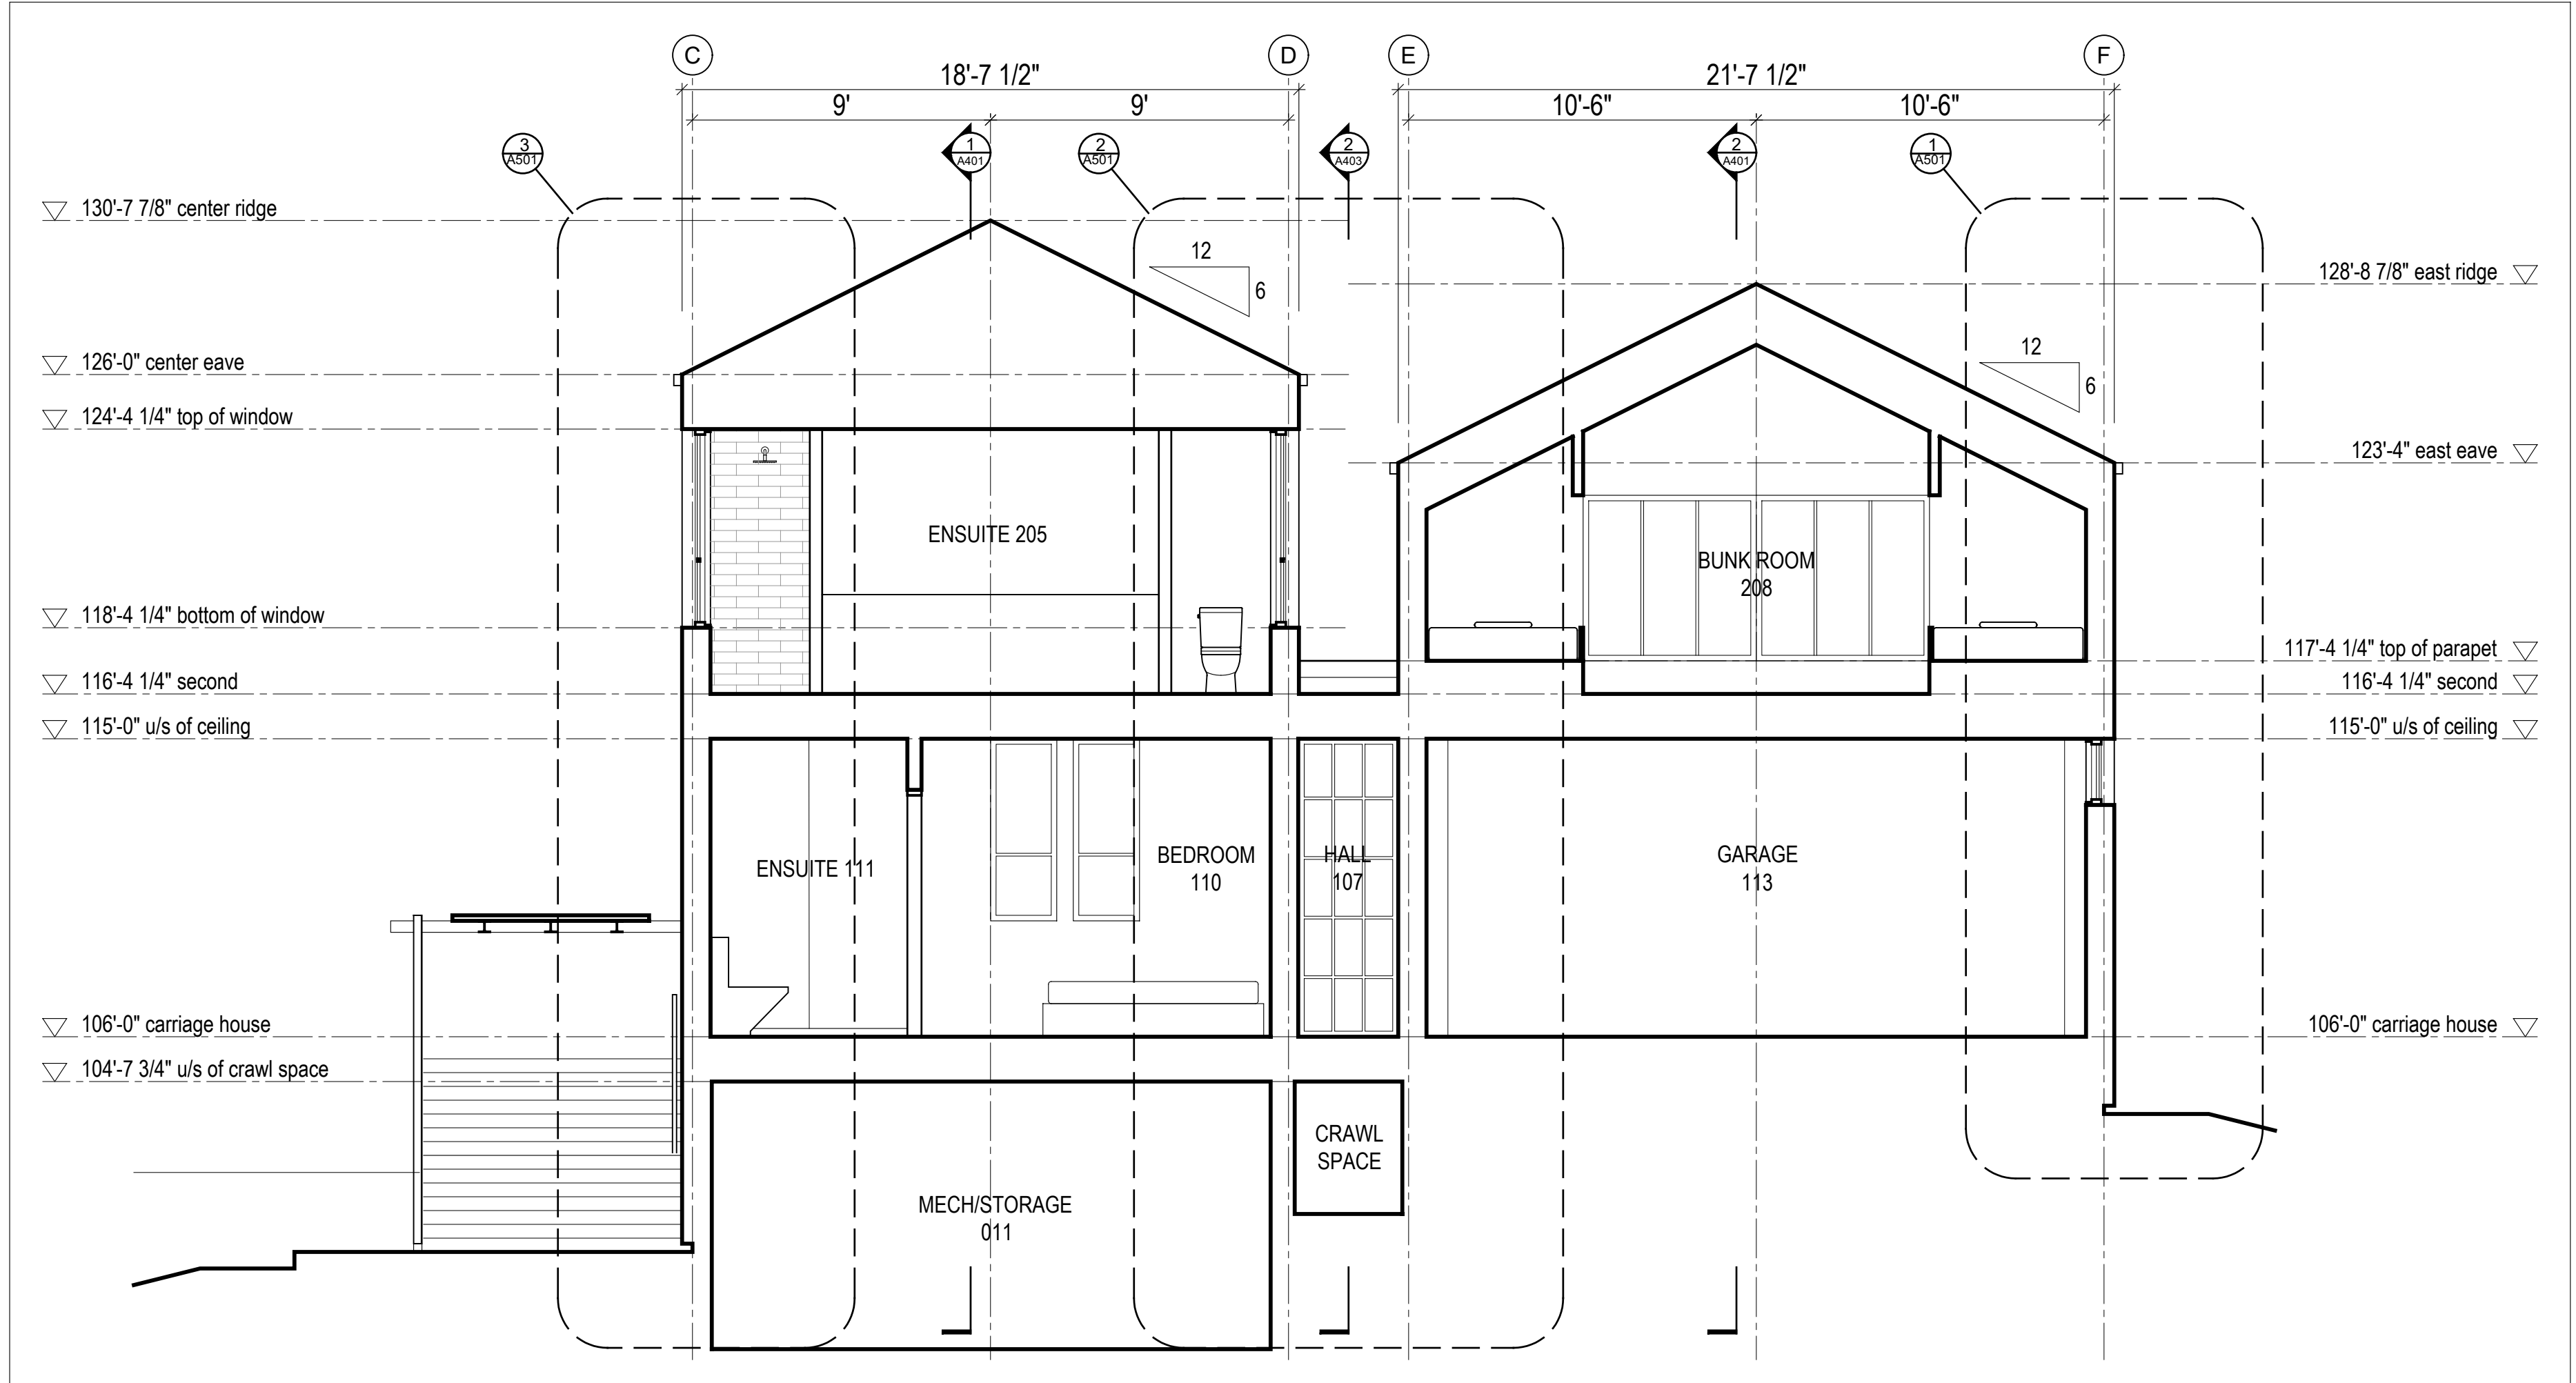 C
D
E
F
18'-7 1/2"
21'-7 1/2"
9'
9'
10'-6"
10'-6"
3
A501
1
A401
2
A501
2
A403
2
A401
1
A501
130'-7 7/8" center ridge
12
6
128'-8 7/8" east ridge
126'-0" center eave
12
6
124'-4 1/4" top of window
123'-4" east eave
ENSUITE 205
BUNK ROOM
208
118'-4 1/4" bottom of window
117'-4 1/4" top of parapet
116'-4 1/4" second
116'-4 1/4" second
115'-0" u/s of ceiling
115'-0" u/s of ceiling
ENSUITE 111
BEDROOM
110
HALL
107
GARAGE
113
106'-0" carriage house
106'-0" carriage house
104'-7 3/4" u/s of crawl space
CRAWL
SPACE
MECH/STORAGE
011